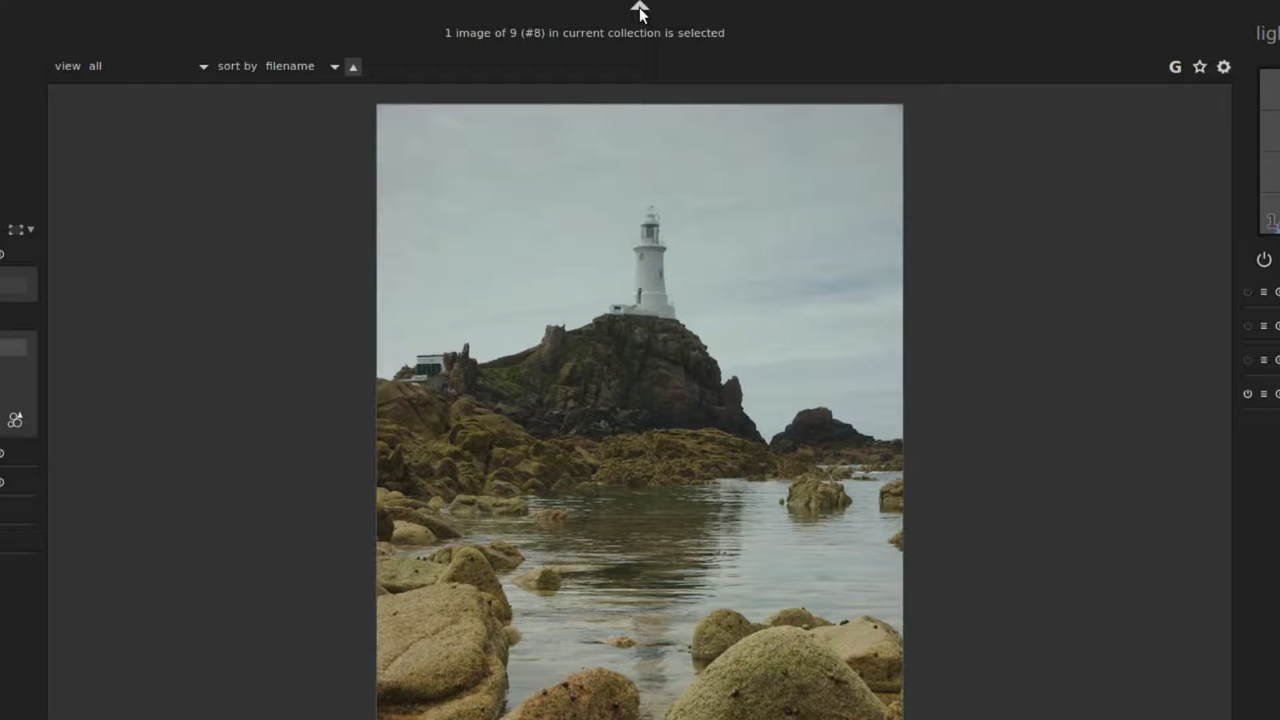 1 image of 9 (#8) in current collection is selected
view all sort by filename
G